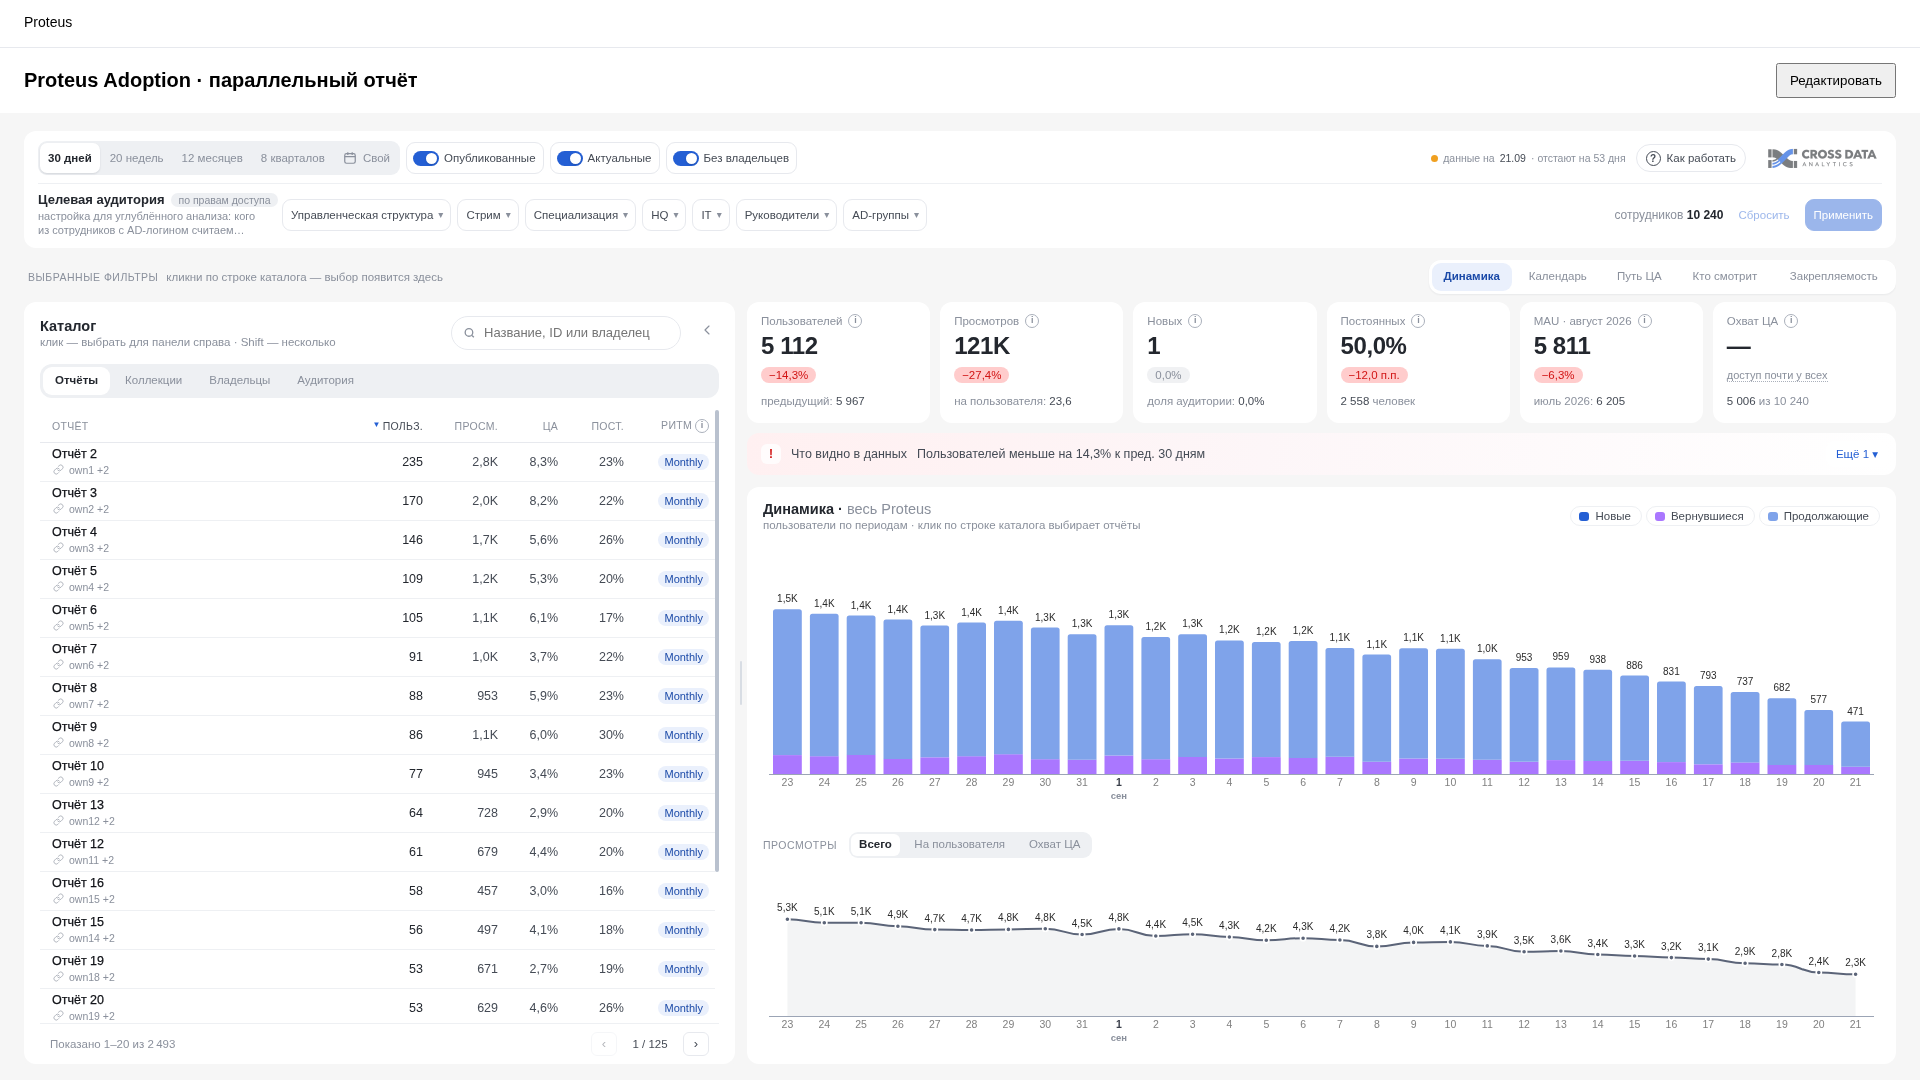 Proteus
Proteus Adoption · параллельный отчёт
Редактировать
30 дней 20 недель 12 месяцев 8 кварталов Свой Опубликованные Актуальные Без владельцев
данные на 21.09 · отстают на 53 дня ? Как работать CROSS DATA ANALYTICS
Целевая аудитория по правам доступа
настройка для углублённого анализа: кого
из сотрудников с AD-логином считаем…
Управленческая структура ▾ Стрим ▾ Специализация ▾ HQ ▾ IT ▾ Руководители ▾ AD-группы ▾
сотрудников 10 240 Сбросить Применить
ВЫБРАННЫЕ ФИЛЬТРЫ кликни по строке каталога — выбор появится здесь
Динамика Календарь Путь ЦА Кто смотрит Закрепляемость
Каталог
клик — выбрать для панели справа · Shift — несколько
Название, ID или владелец
Отчёты Коллекции Владельцы Аудитория
ОТЧЁТ ▼ ПОЛЬЗ. ПРОСМ. ЦА ПОСТ. РИТМ i
Отчёт 2 235 2,8K 8,3% 23% Monthly
own1 +2
Отчёт 3 170 2,0K 8,2% 22% Monthly
own2 +2
Отчёт 4 146 1,7K 5,6% 26% Monthly
own3 +2
Отчёт 5 109 1,2K 5,3% 20% Monthly
own4 +2
Отчёт 6 105 1,1K 6,1% 17% Monthly
own5 +2
Отчёт 7 91 1,0K 3,7% 22% Monthly
own6 +2
Отчёт 8 88 953 5,9% 23% Monthly
own7 +2
Отчёт 9 86 1,1K 6,0% 30% Monthly
own8 +2
Отчёт 10 77 945 3,4% 23% Monthly
own9 +2
Отчёт 13 64 728 2,9% 20% Monthly
own12 +2
Отчёт 12 61 679 4,4% 20% Monthly
own11 +2
Отчёт 16 58 457 3,0% 16% Monthly
own15 +2
Отчёт 15 56 497 4,1% 18% Monthly
own14 +2
Отчёт 19 53 671 2,7% 19% Monthly
own18 +2
Отчёт 20 53 629 4,6% 26% Monthly
own19 +2
Показано 1–20 из 2 493 ‹ 1 / 125 ›
Пользователей i
5 112
−14,3%
предыдущий: 5 967
Просмотров i
121K
−27,4%
на пользователя: 23,6
Новых i
1
0,0%
доля аудитории: 0,0%
Постоянных i
50,0%
−12,0 п.п.
2 558 человек
MAU · август 2026 i
5 811
−6,3%
июль 2026: 6 205
Охват ЦА i
—
доступ почти у всех
5 006 из 10 240
! Что видно в данных Пользователей меньше на 14,3% к пред. 30 дням Ещё 1 ▾
Динамика · весь Proteus
пользователи по периодам · клик по строке каталога выбирает отчёты
Новые Вернувшиеся Продолжающие
1,5K 1,4K 1,4K 1,4K 1,3K 1,4K 1,4K 1,3K 1,3K 1,3K 1,2K 1,3K 1,2K 1,2K 1,2K 1,1K 1,1K 1,1K 1,1K 1,0K 953 959 938 886 831 793 737 682 577 471
23 24 25 26 27 28 29 30 31 1 2 3 4 5 6 7 8 9 10 11 12 13 14 15 16 17 18 19 20 21
сен
ПРОСМОТРЫ Всего На пользователя Охват ЦА
5,3K 5,1K 5,1K 4,9K 4,7K 4,7K 4,8K 4,8K 4,5K 4,8K 4,4K 4,5K 4,3K 4,2K 4,3K 4,2K 3,8K 4,0K 4,1K 3,9K 3,5K 3,6K 3,4K 3,3K 3,2K 3,1K 2,9K 2,8K 2,4K 2,3K
23 24 25 26 27 28 29 30 31 1 2 3 4 5 6 7 8 9 10 11 12 13 14 15 16 17 18 19 20 21
сен